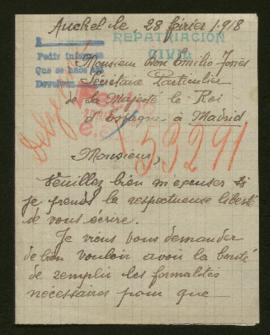 Auchel le, 28 février 1918
REPATRIACIÓN
CIVIL
Monsieur don Emilio Torres
Secrétaire Particulier
de Sa Majesté le Roi
d'Espagne à Madrid
53291
Monsieur,
Veuillez bien m'excuser si
je prends la respectueuse liberté
de vous écrire.
Je viens vous demander
de bien vouloir avoir la bonté
de remplir les formalités
nécessaires pour que